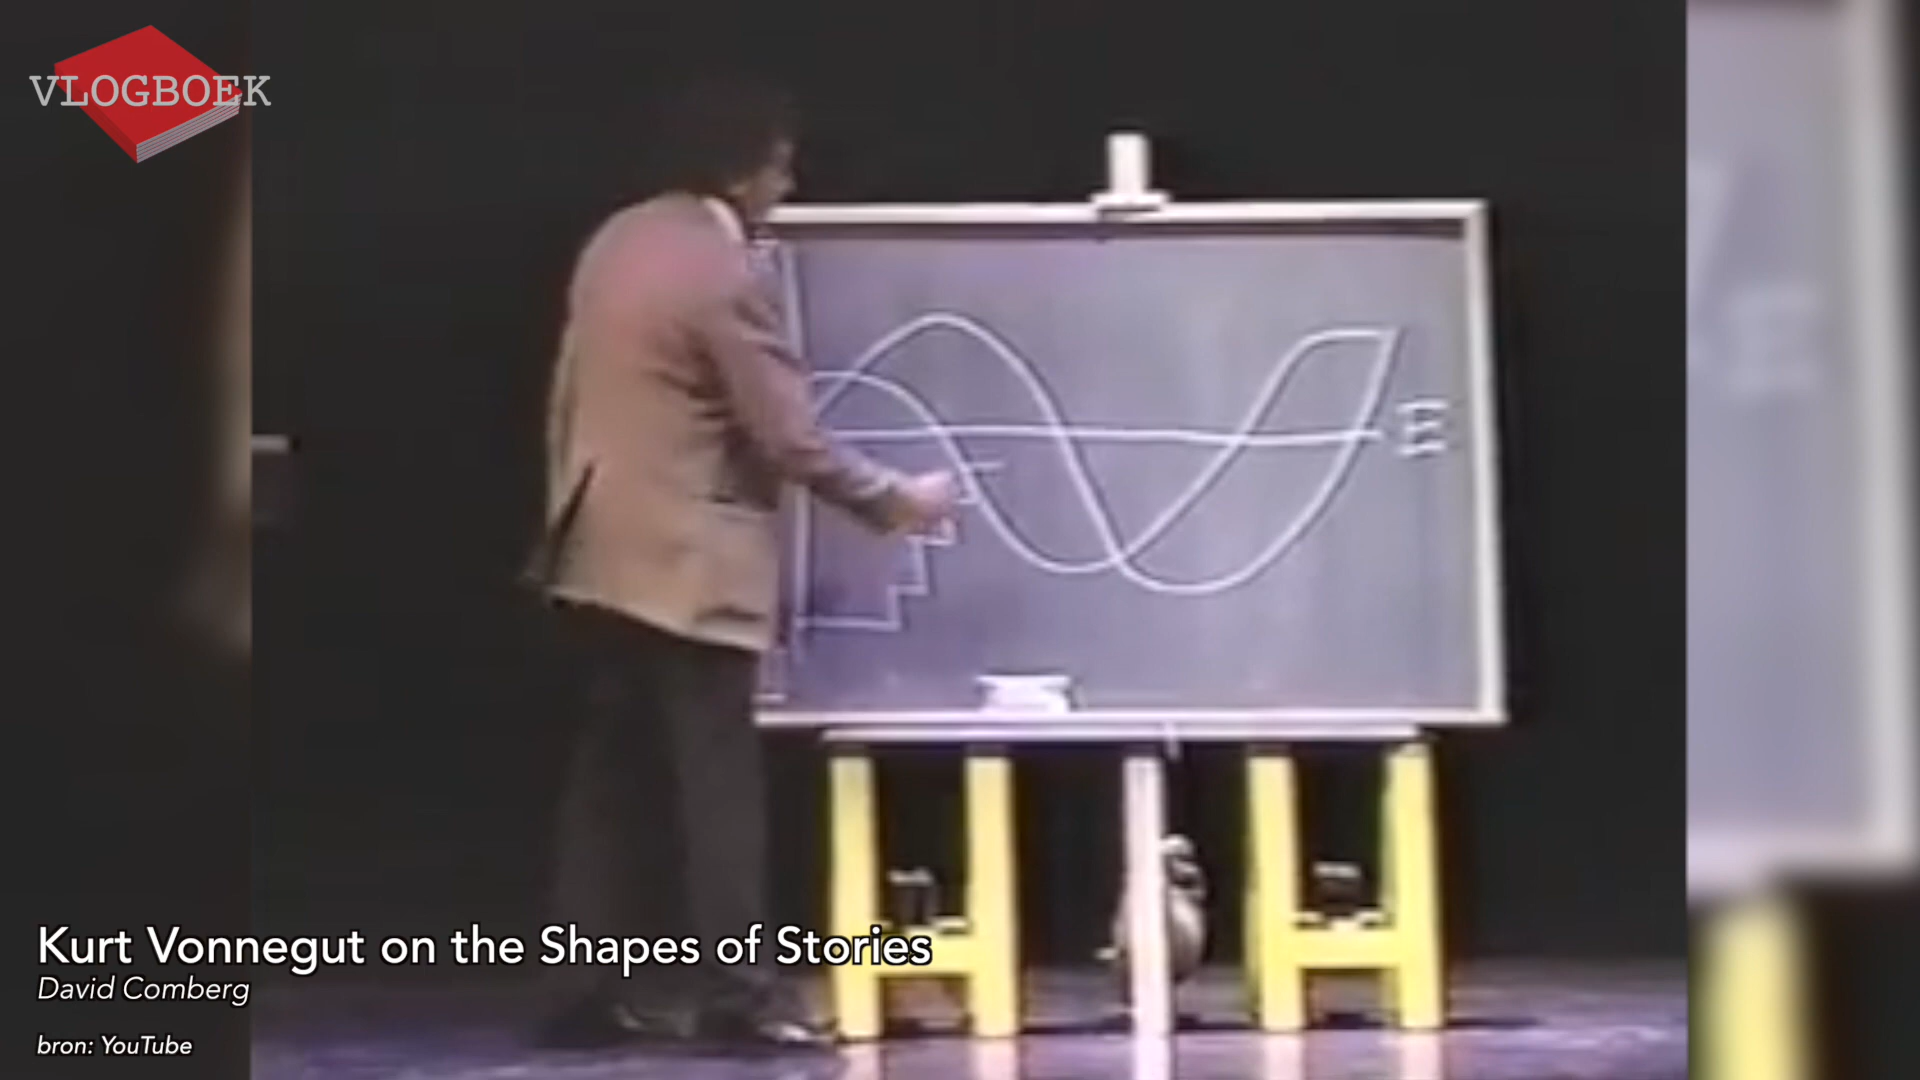 VLOGBOEK
E
Kurt Vonnegut on the Shapes of Stories
David Comberg
bron: YouTube